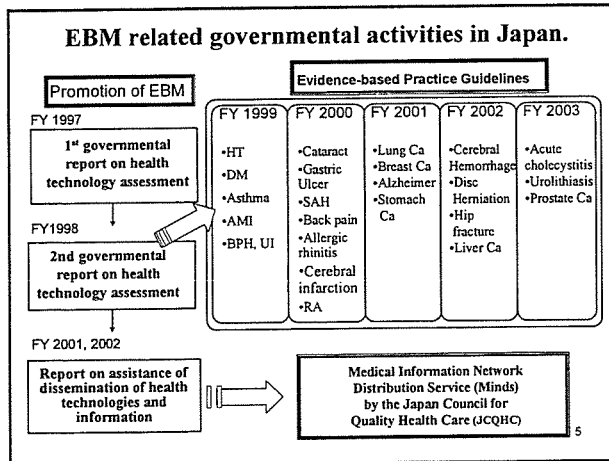 EBM related governmental activities in Japan.
Promotion of EBM
Evidence-based Practice Guidelines
FY 1997
1st governmental
report on health
technology assessment
FY1998
2nd governmental
report on health
technology assessment
FY 2001, 2002
Report on assistance of
dissemination of health
technologies and
information
FY 1999
•HT
•DM
•Asthma
•AMI
•BPH, UI
FY 2000
•Cataract
•Gastric
Ulcer
•SAH
•Back pain
•Allergic
rhinitis
•Cerebral
infarction
•RA
FY 2001
•Lung Ca
•Breast Ca
•Alzheimer
•Stomach
Ca
FY 2002
•Cerebral
Hemorrhage
•Disc
Herniation
•Hip
fracture
•Liver Ca
FY 2003
•Acute
cholecystitis
•Urolithiasis
•Prostate Ca
Medical Information Network
Distribution Service (Minds)
by the Japan Council for
Quality Health Care (JCQHC)
5